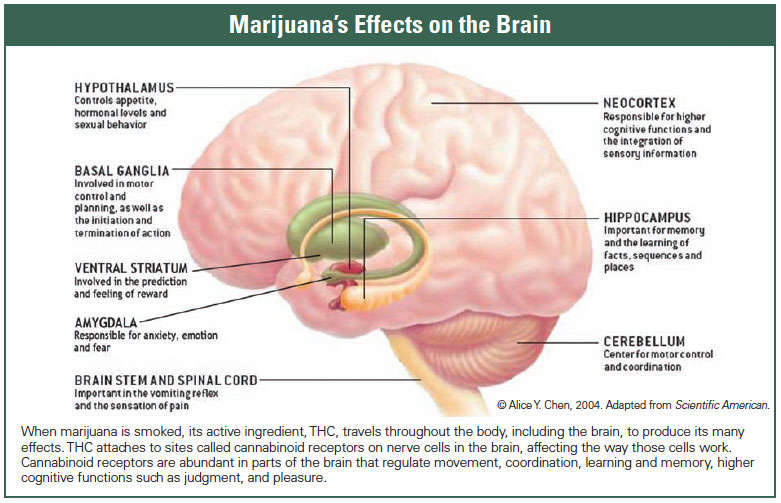 Marijuana's Effects on the Brain
HYPOTHALAMUS
Controls appetite,
hormonal levels and
sexual behavior
BASAL GANGLIA
Involved in motor
control and
planning, as well as
the initiation and
termination of action
VENTRAL STRIATUM
Involved in the prediction
and feeling of reward
AMYGDALA
Responsible for anxiety, emotion
and fear
BRAIN STEM AND SPINAL CORD
Important in the vomiting reflex
and the sensation of pain
NEOCORTEX
Responsible for higher
cognitive functions and
the integration of
sensory information
HIPPOCAMPUS
Important for memory
and the learning of
facts, sequences and
places
CEREBELLUM
Center for motor control
and coordination
© Alice Y. Chen, 2004. Adapted from Scientific American.
When marijuana is smoked, its active ingredient, THC, travels throughout the body, including the brain, to produce its many
effects. THC attaches to sites called cannabinoid receptors on nerve cells in the brain, affecting the way those cells work.
Cannabinoid receptors are abundant in parts of the brain that regulate movement, coordination, learning and memory, higher
cognitive functions such as judgment, and pleasure.